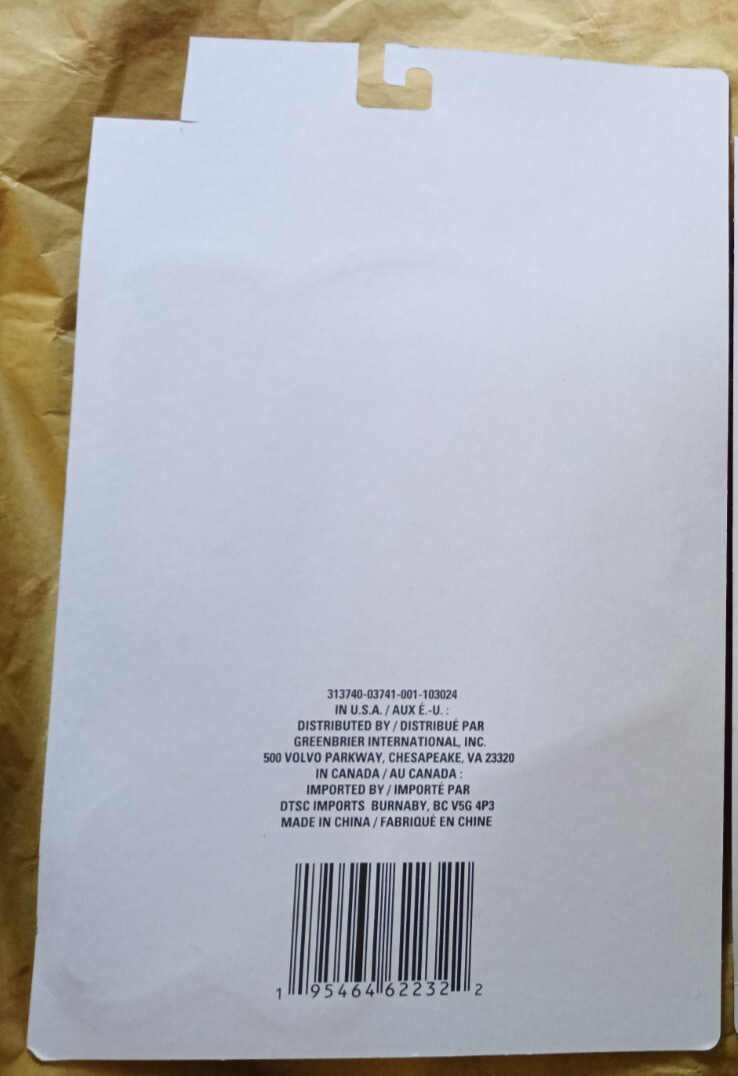 313740-03741-001-103024
IN U.S.A. / AUX É.-U. :
DISTRIBUTED BY / DISTRIBUÉ PAR
GREENBRIER INTERNATIONAL, INC.
500 VOLVO PARKWAY, CHESAPEAKE, VA 23320
IN CANADA / AU CANADA :
IMPORTED BY / IMPORTÉ PAR
DTSC IMPORTS BURNABY, BC V5G 4P3
MADE IN CHINA / FABRIQUÉ EN CHINE
1 95464 62232 2